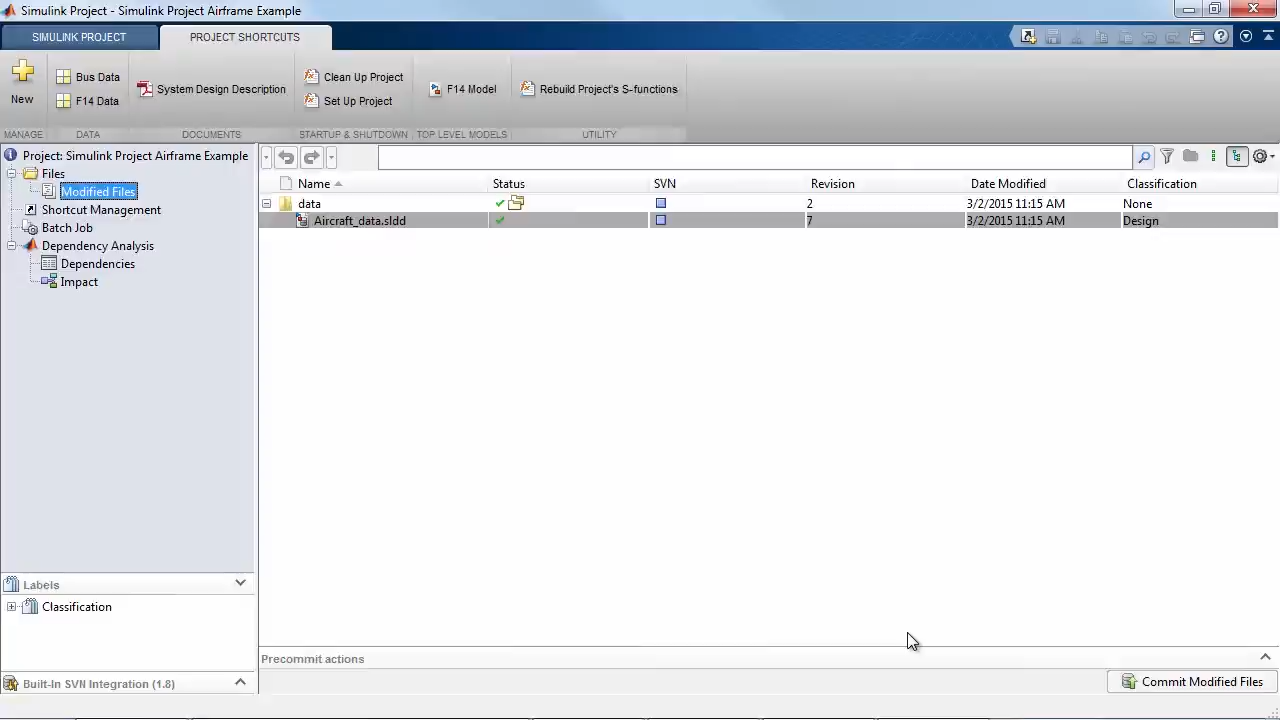 Simulink Project - Simulink Project Airframe Example
SIMULINK PROJECT
PROJECT SHORTCUTS
New
Bus Data
F14 Data
System Design Description
Clean Up Project
Set Up Project
F14 Model
Rebuild Project's S-functions
MANAGE
DATA
DOCUMENTS
STARTUP & SHUTDOWN
TOP LEVEL MODELS
UTILITY
Project: Simulink Project Airframe Example
Files
Modified Files
Shortcut Management
Batch Job
Dependency Analysis
Dependencies
Impact
Name Status SVN Revision Date Modified Classification
data 2 3/2/2015 11:15 AM None
Aircraft_data.sldd 7 3/2/2015 11:15 AM Design
Labels
Classification
Built-In SVN Integration (1.8)
Precommit actions
Commit Modified Files